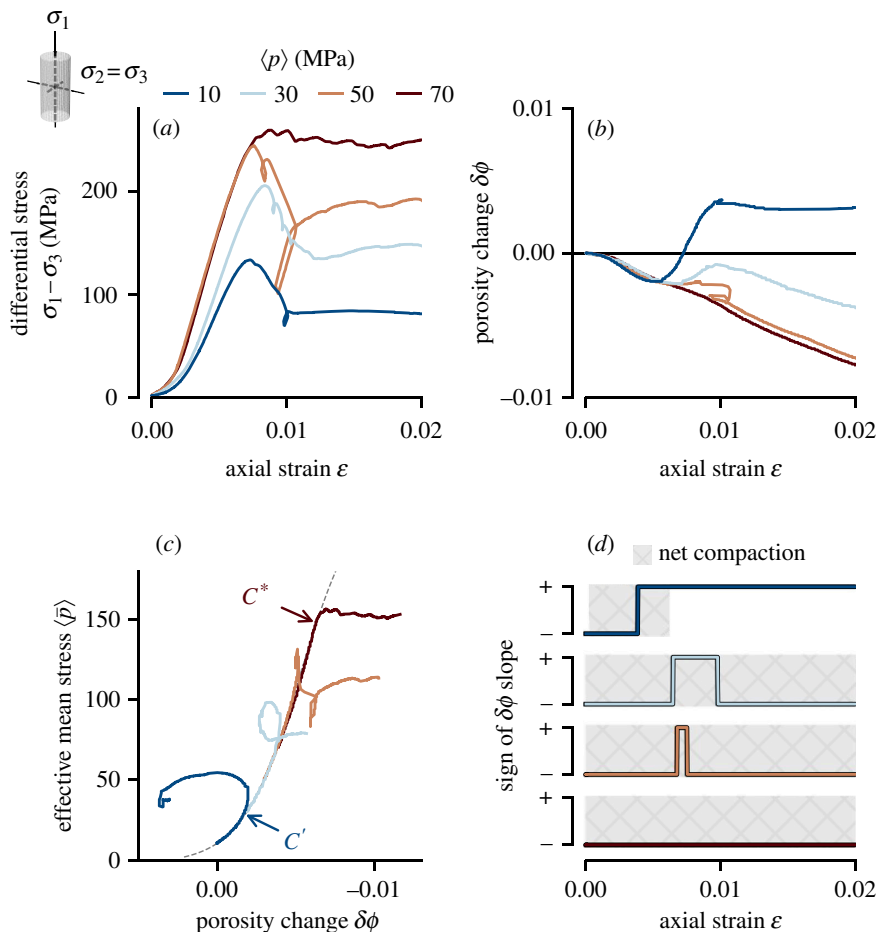 σ1
σ2 = σ3
⟨p⟩ (MPa)
10 30 50 70
(a)
differential stress
σ1 – σ3 (MPa)
200
100
0
0.00 0.01 0.02
axial strain ε
(b)
porosity change δϕ
0.01
0.00
–0.01
0.00 0.01 0.02
axial strain ε
(c)
effective mean stress ⟨p̄⟩
150
100
50
0
C*
C′
0.00 –0.01
porosity change δϕ
(d)
net compaction
sign of δϕ slope
+
–
+
–
+
–
+
–
0.00 0.01 0.02
axial strain ε